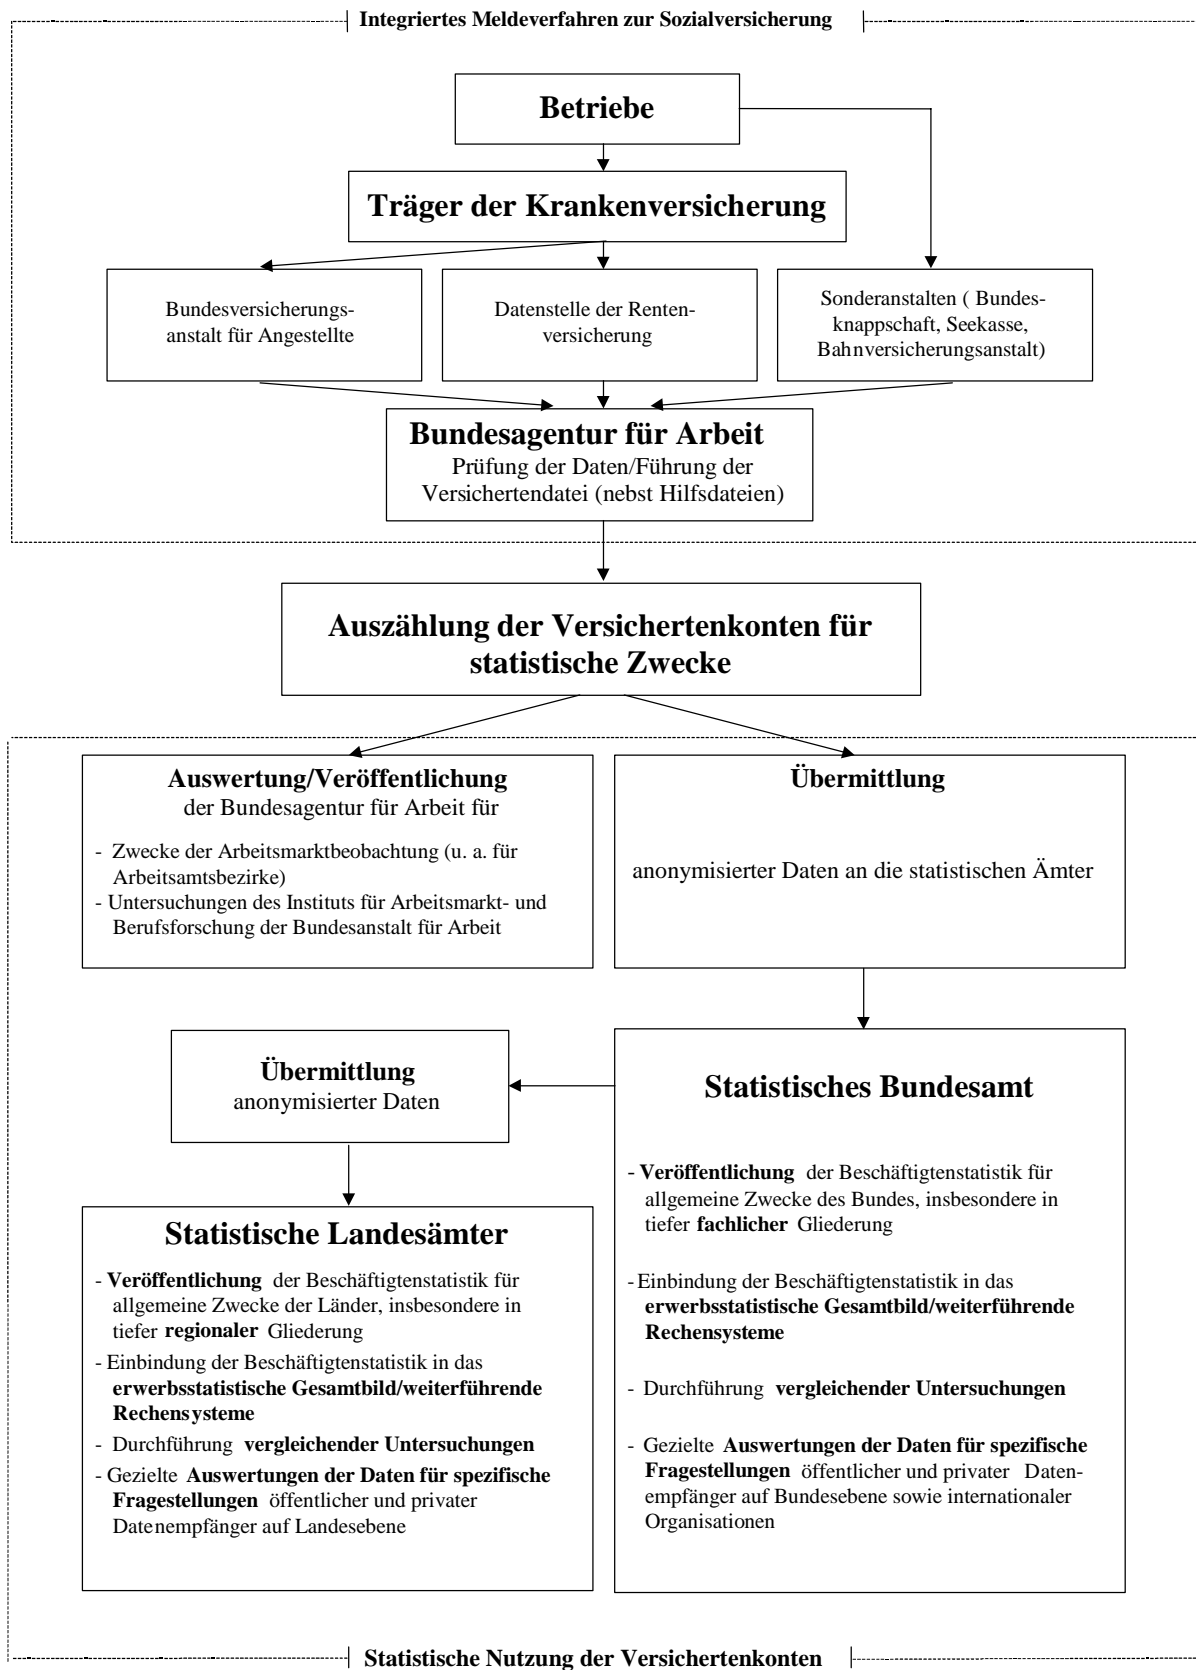 Integriertes Meldeverfahren zur Sozialversicherung
Betriebe
Träger der Krankenversicherung
Bundesversicherungs-
anstalt für Angestellte
Datenstelle der Renten-
versicherung
Sonderanstalten ( Bundes-
knappschaft, Seekasse,
Bahnversicherungsanstalt)
Bundesagentur für Arbeit
Prüfung der Daten/Führung der
Versichertendatei (nebst Hilfsdateien)
Auszählung der Versichertenkonten für
statistische Zwecke
Auswertung/Veröffentlichung
der Bundesagentur für Arbeit für
- Zwecke der Arbeitsmarktbeobachtung (u. a. für
Arbeitsamtsbezirke)
- Untersuchungen des Instituts für Arbeitsmarkt- und
Berufsforschung der Bundesanstalt für Arbeit
Übermittlung
anonymisierter Daten an die statistischen Ämter
Übermittlung
anonymisierter Daten
Statistisches Bundesamt
- Veröffentlichung der Beschäftigtenstatistik für
allgemeine Zwecke des Bundes, insbesondere in
tiefer fachlicher Gliederung
- Einbindung der Beschäftigtenstatistik in das
erwerbsstatistische Gesamtbild/weiterführende
Rechensysteme
- Durchführung vergleichender Untersuchungen
- Gezielte Auswertungen der Daten für spezifische
Fragestellungen öffentlicher und privater Daten-
empfänger auf Bundesebene sowie internationaler
Organisationen
Statistische Landesämter
- Veröffentlichung der Beschäftigtenstatistik für
allgemeine Zwecke der Länder, insbesondere in
tiefer regionaler Gliederung
- Einbindung der Beschäftigtenstatistik in das
erwerbsstatistische Gesamtbild/weiterführende
Rechensysteme
- Durchführung vergleichender Untersuchungen
- Gezielte Auswertungen der Daten für spezifische
Fragestellungen öffentlicher und privater
Datenempfänger auf Landesebene
Statistische Nutzung der Versichertenkonten